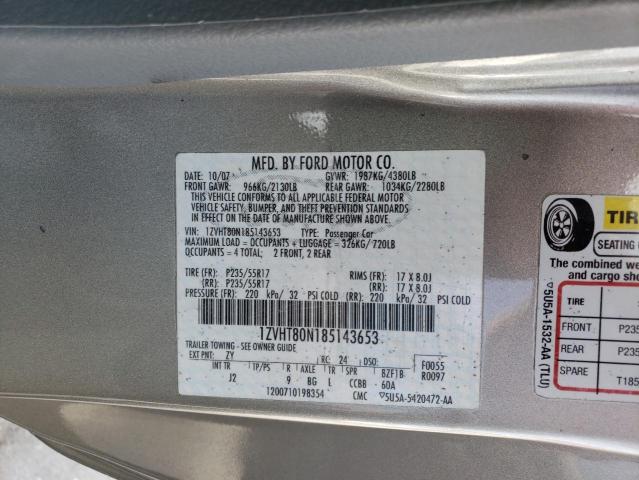 MFD. BY FORD MOTOR CO.
DATE: 10/07 GVWR: 1987KG/4380LB
FRONT GAWR: 966KG/2130LB REAR GAWR: 1034KG/2280LB
THIS VEHICLE CONFORMS TO ALL APPLICABLE FEDERAL MOTOR
VEHICLE SAFETY, BUMPER, AND THEFT PREVENTION STANDARDS
IN EFFECT ON THE DATE OF MANUFACTURE SHOWN ABOVE.
VIN: 1ZVHT80N185143653 TYPE: Passenger Car
MAXIMUM LOAD = OCCUPANTS + LUGGAGE = 326KG/720LB
OCCUPANTS = 4 TOTAL; 2 FRONT, 2 REAR
TIRE (FR): P235/55R17 RIMS (FR): 17 X 8.0J
(RR): P235/55R17 (RR): 17 X 8.0J
PRESSURE (FR): 220 kPa/ 32 PSI COLD (RR): 220 kPa/ 32 PSI COLD
1ZVHT80N185143653
TRAILER TOWING - SEE OWNER GUIDE
EXT PNT: ZY RC: 24 DSO: F0055
INT TR TP/PS R AXLE TR SPR BZF1B R0097
J2 9 BG L CCBB 60A
1200710198354 CMC ▽5U5A-5420472-AA
TIR
SEATING
The combined we
and cargo sho
TIRE
FRONT P235
REAR P235
SPARE T185
▽5U5A-1532-AA (TLU)